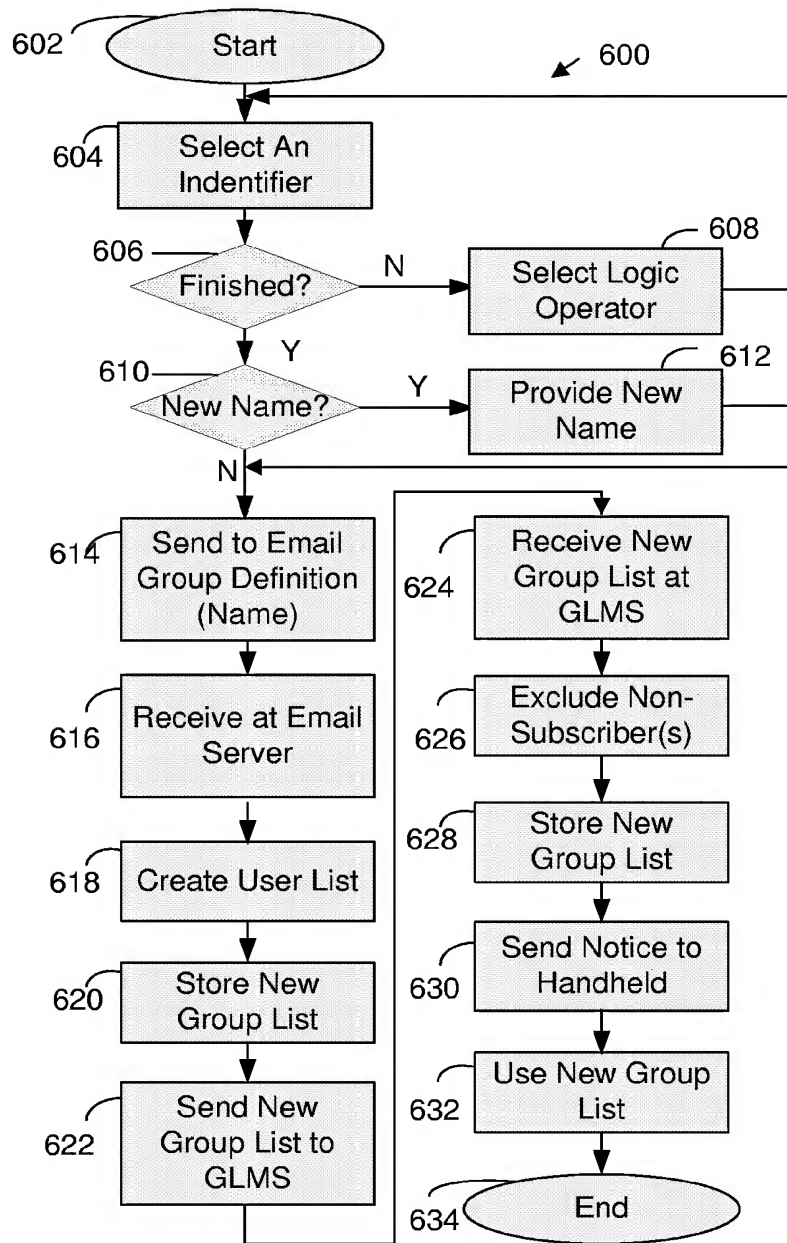 602
Start
600
604
Select An
Indentifier
606
Finished?
N
608
Select Logic
Operator
Y
610
New Name?
Y
612
Provide New
Name
N
614
Send to Email
Group Definition
(Name)
616
Receive at Email
Server
618
Create User List
620
Store New
Group List
622
Send New
Group List to
GLMS
624
Receive New
Group List at
GLMS
626
Exclude Non-
Subscriber(s)
628
Store New
Group List
630
Send Notice to
Handheld
632
Use New Group
List
634
End